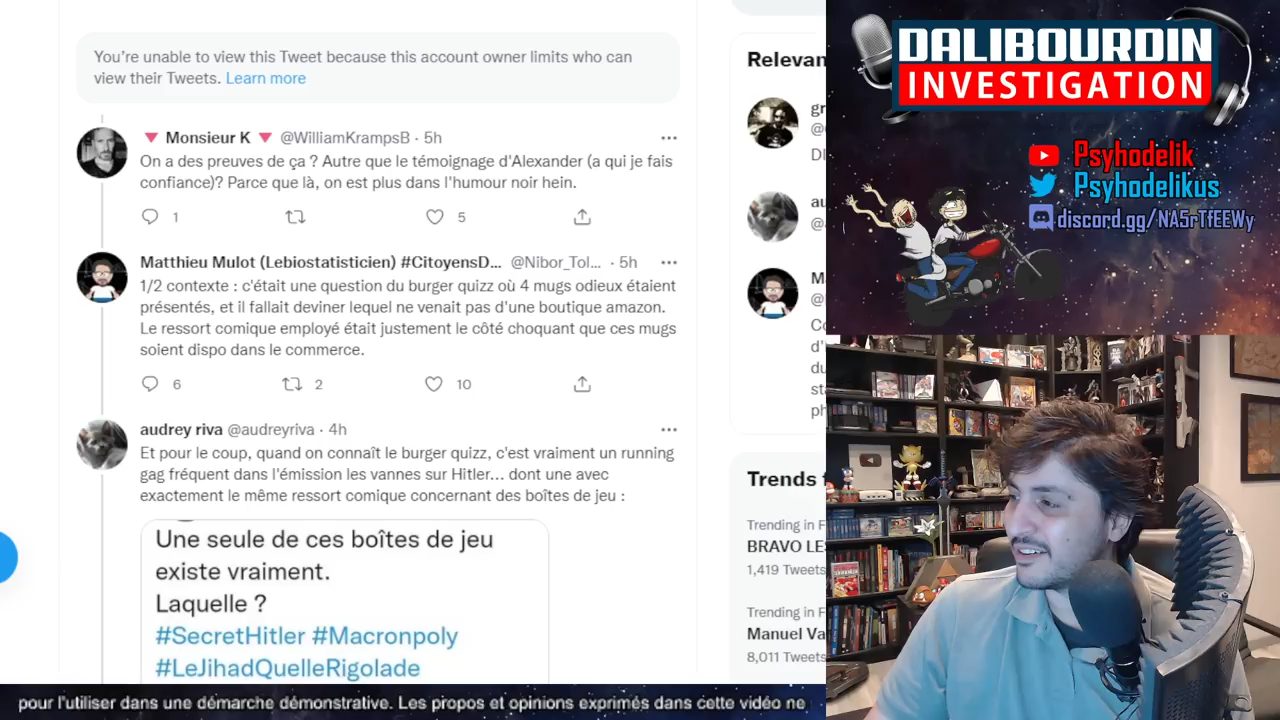 You're unable to view this Tweet because this account owner limits who can
view their Tweets. Learn more
Monsieur K @WilliamKrampsB · 5h
On a des preuves de ça ? Autre que le témoignage d'Alexander (a qui je fais
confiance)? Parce que là, on est plus dans l'humour noir hein.
1
5
Matthieu Mulot (Lebiostatisticien) #CitoyensD... @Nibor_Tol... · 5h
1/2 contexte : c'était une question du burger quizz où 4 mugs odieux étaient
présentés, et il fallait deviner lequel ne venait pas d'une boutique amazon.
Le ressort comique employé était justement le côté choquant que ces mugs
soient dispo dans le commerce.
6
2
10
audrey riva @audreyriva · 4h
Et pour le coup, quand on connaît le burger quizz, c'est vraiment un running
gag fréquent dans l'émission les vannes sur Hitler... dont une avec
exactement le même ressort comique concernant des boîtes de jeu :
Une seule de ces boîtes de jeu
existe vraiment.
Laquelle ?
#SecretHitler #Macronpoly
#LeJihadQuelleRigolade
Relevan
gr
@
DI
au
@
M
@
Co
d'
du
sta
ph
Trends f
Trending in F
BRAVO LE
1,419 Tweets
Trending in F
Manuel Va
8,011 Tweets
DALIBOURDIN
INVESTIGATION
Psyhodelik
Psyhodelikus
discord.gg/NA5rTfEEWy
pour l'utiliser dans une démarche démonstrative. Les propos et opinions exprimés dans cette vidéo ne